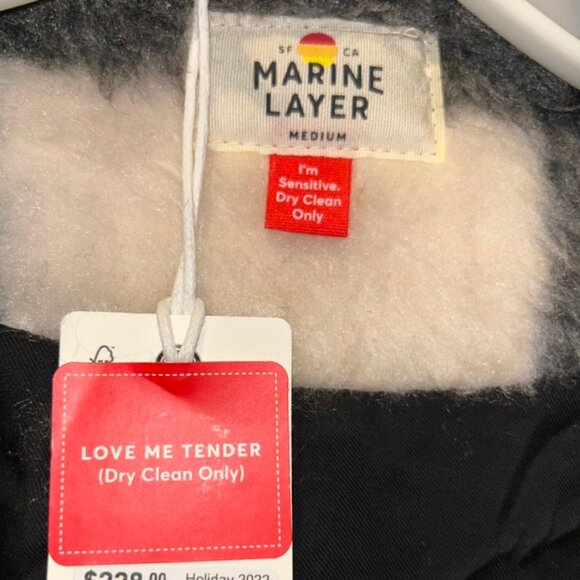 SF CA
MARINE
LAYER
MEDIUM
I'm
Sensitive.
Dry Clean
Only
LOVE ME TENDER
(Dry Clean Only)
Holiday 2022